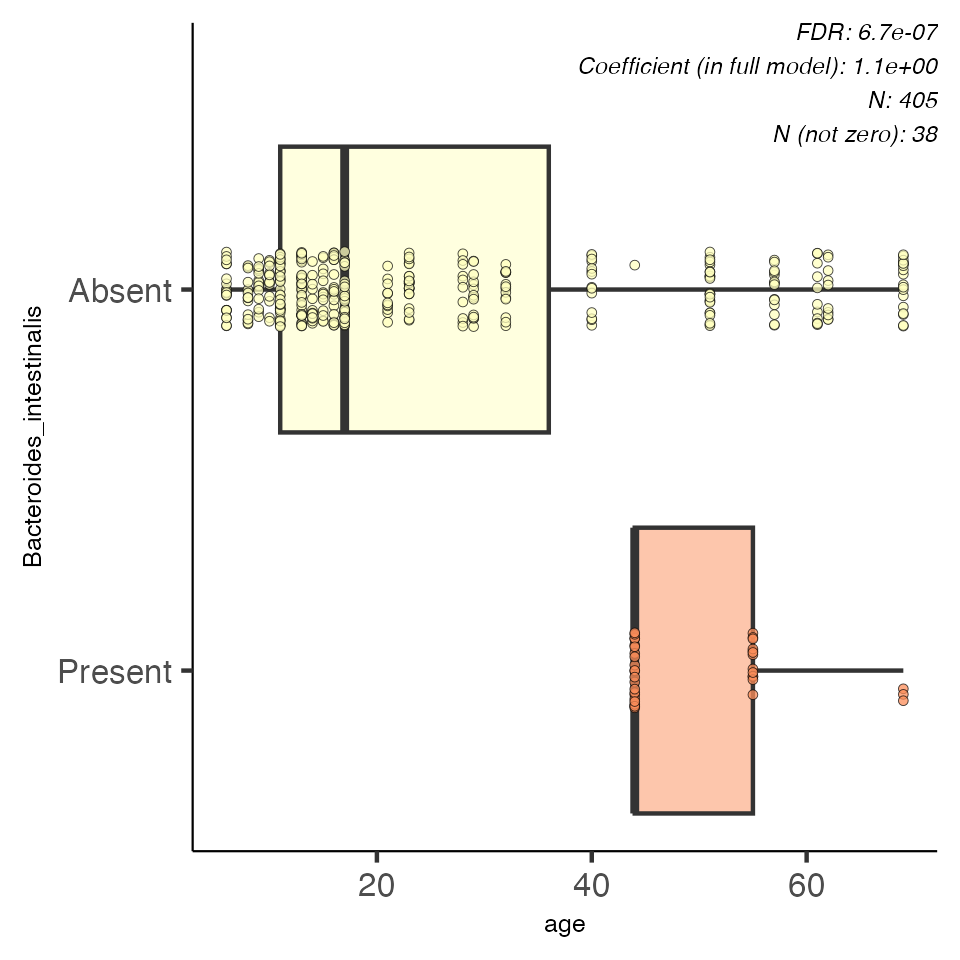 FDR: 6.7e-07
Coefficient (in full model): 1.1e+00
N: 405
N (not zero): 38
Bacteroides_intestinalis
Absent
Present
20 40 60
age